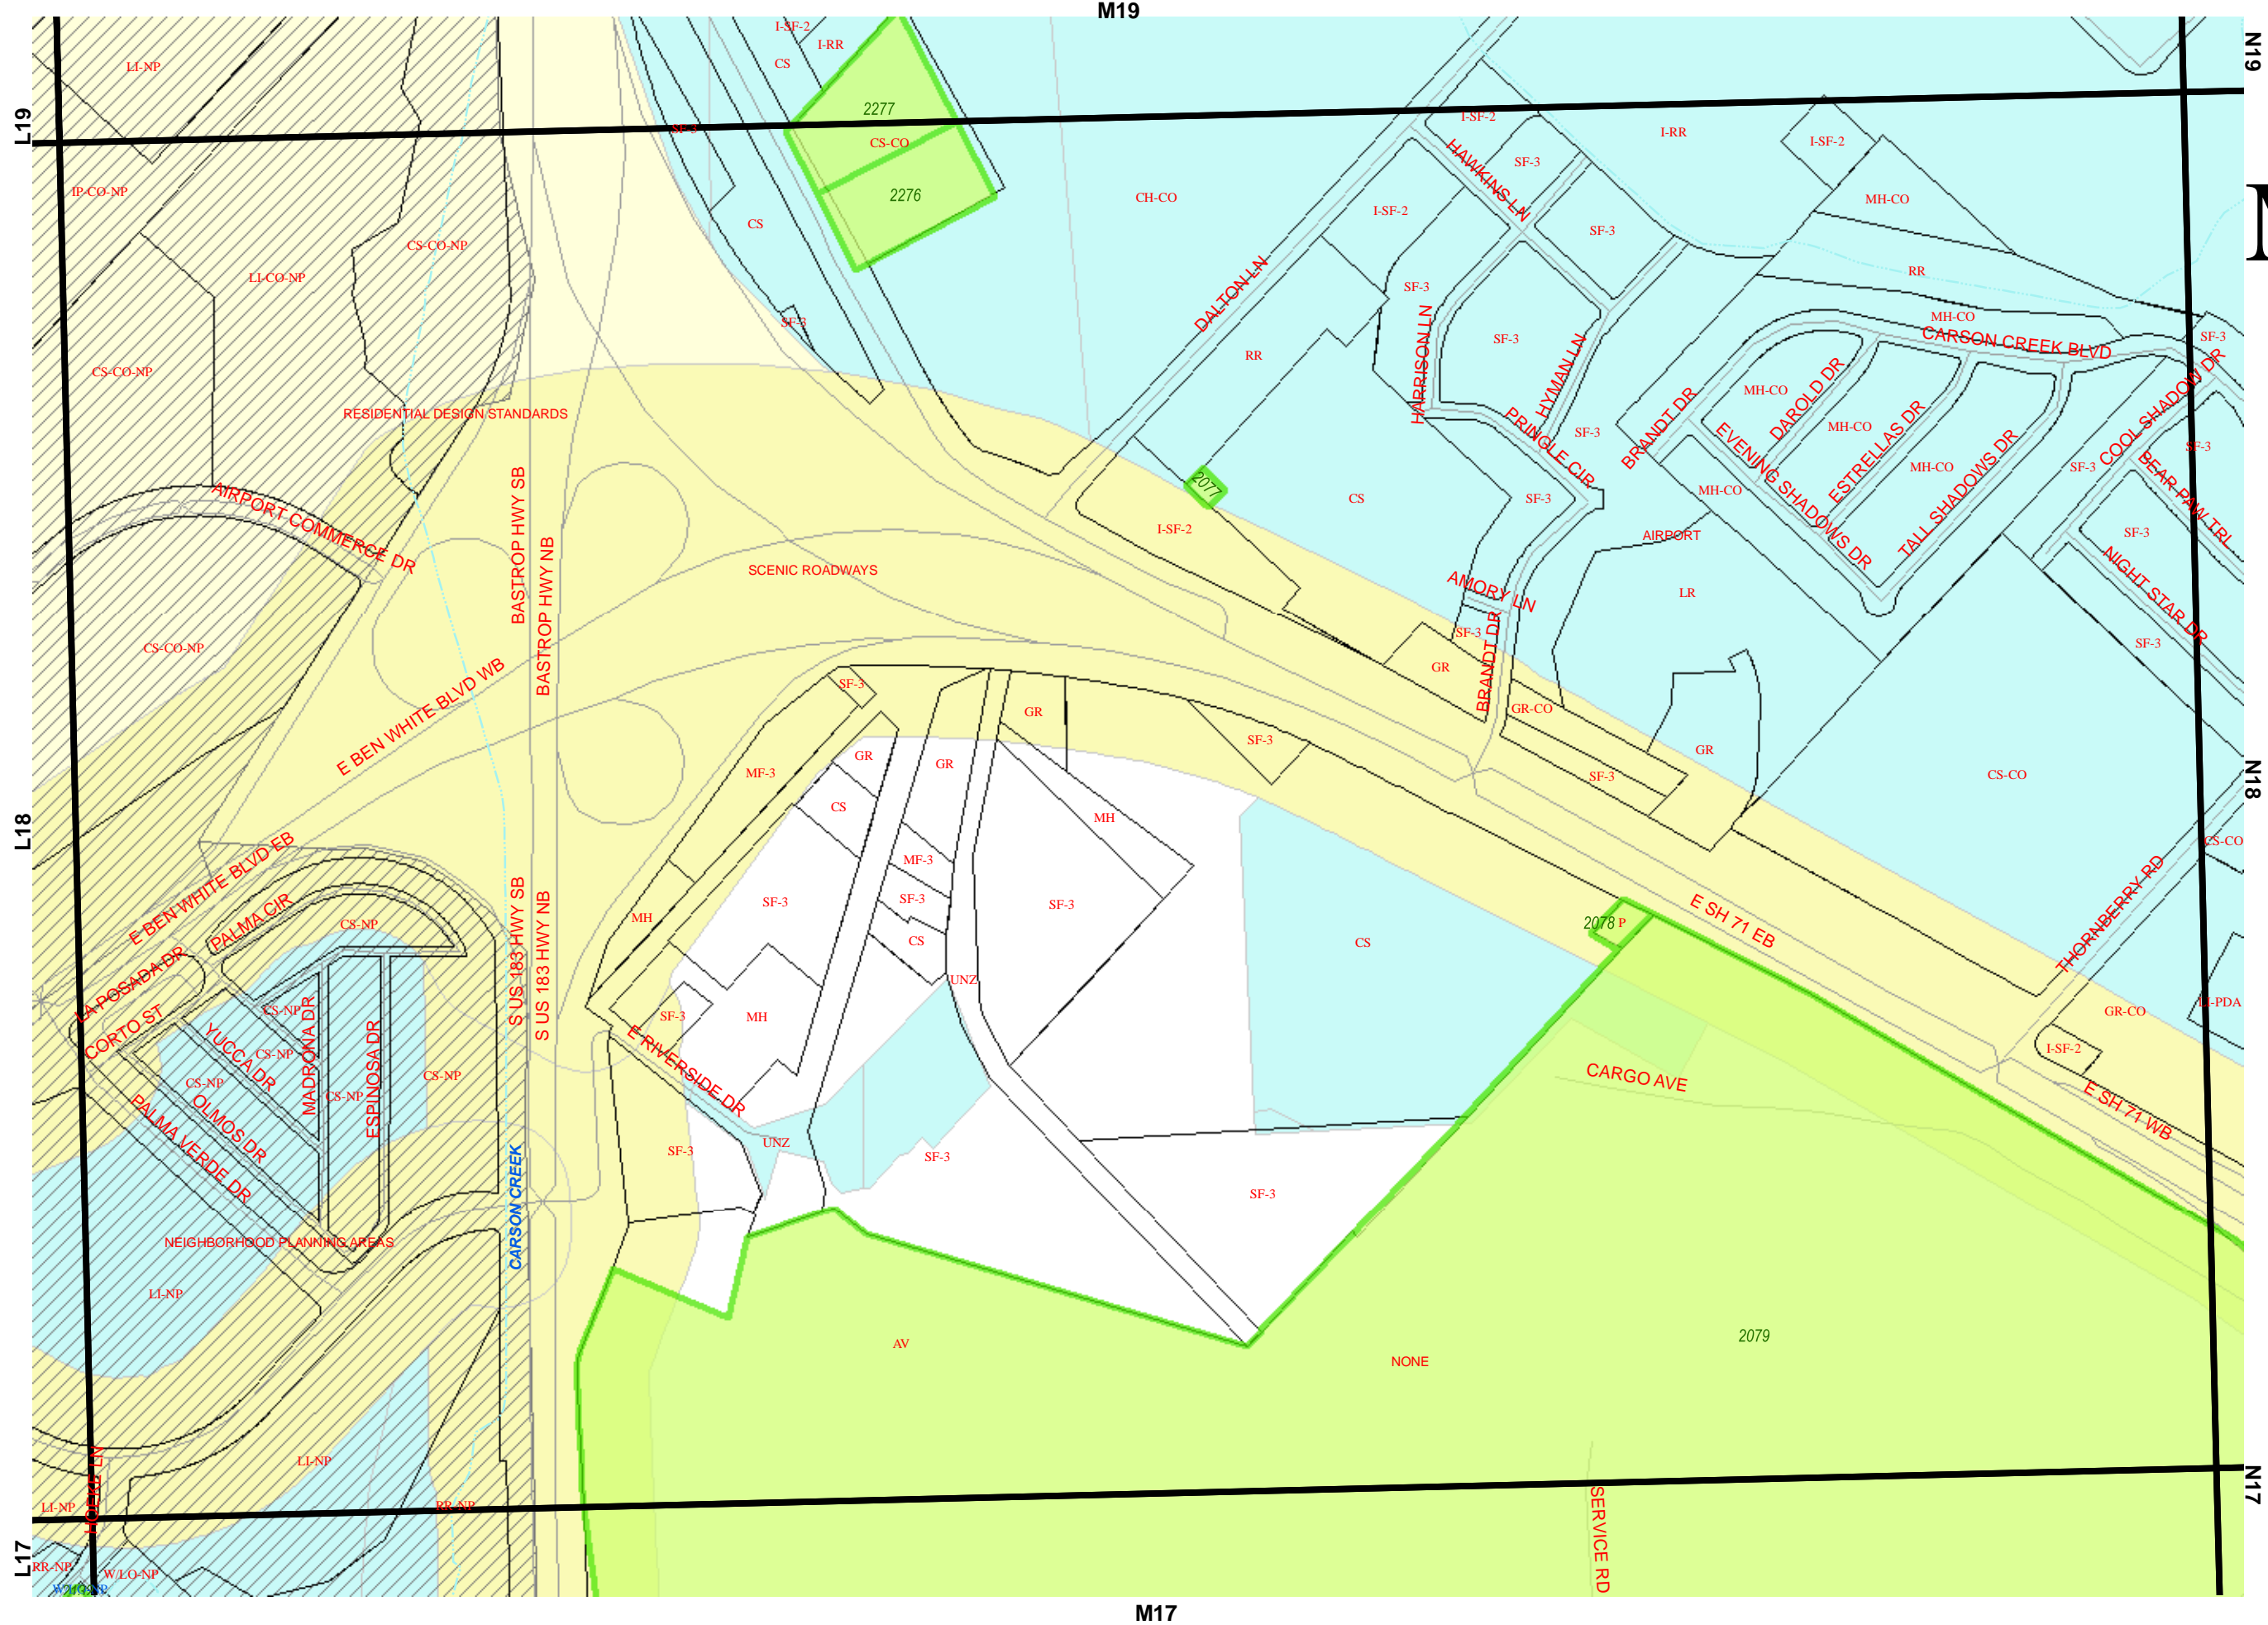 M19
I-SF-2
I-RR
CS
LI-NP
N19
L19
2277
SF-3
CS-CO
I-SF-2
I-RR
I-SF-2
HAWKINS LN
SF-3
IP-CO-NP
2276
CH-CO
MH-CO
I-SF-2
CS
SF-3
CS-CO-NP
LI-CO-NP
RR
DALTON LN
SF-3
MH-CO
SF-3
SF-3
CARSON CREEK BLVD
SF-3
HARRISON LN
RR
CS-CO-NP
HYMAN LN
COOL SHADOW DR
MH-CO
DAROLD DR
RESIDENTIAL DESIGN STANDARDS
PRINGLE CIR
SF-3
BRANDT DR
MH-CO
ESTRELLAS DR
EVENING SHADOWS DR
SF-3
BEAR PAW TRL
MH-CO
SF-3
TALL SHADOWS DR
BASTROP HWY SB
2077
MH-CO
AIRPORT COMMERCE DR
CS
SF-3
I-SF-2
AIRPORT
SF-3
NIGHT STAR DR
BASTROP HWY NB
SCENIC ROADWAYS
AMORY LN
LR
SF-3
BRANDT DR
SF-3
CS-CO-NP
GR
E BEN WHITE BLVD WB
SF-3
GR
GR-CO
SF-3
GR
GR
GR
MF-3
SF-3
CS-CO
N18
CS
MH
L18
E BEN WHITE BLVD EB
CS-CO
MF-3
SF-3
SF-3
SF-3
MH
PALMA CIR
CS-NP
S US 183 HWY SB
2078
P
E SH 71 EB
THORNBERRY RD
CS
CS
LA POSADA DR
S US 183 HWY NB
UNZ
LI-PDA
CS-NP
MADRONA DR
SF-3
MH
GR-CO
CORTO ST
YUCCA DR
CS-NP
ESPINOSA DR
E RIVERSIDE DR
I-SF-2
CS-NP
CS-NP
CS-NP
CARGO AVE
OLMOS DR
E SH 71 WB
PALMA VERDE DR
UNZ
SF-3
SF-3
CARSON CREEK
SF-3
NEIGHBORHOOD PLANNING AREAS
LI-NP
2079
AV
NONE
LI-NP
HOEKE LN
N17
LI-NP
RR-NP
SERVICE RD
L17
RR-NP
W/LO-NP
M17